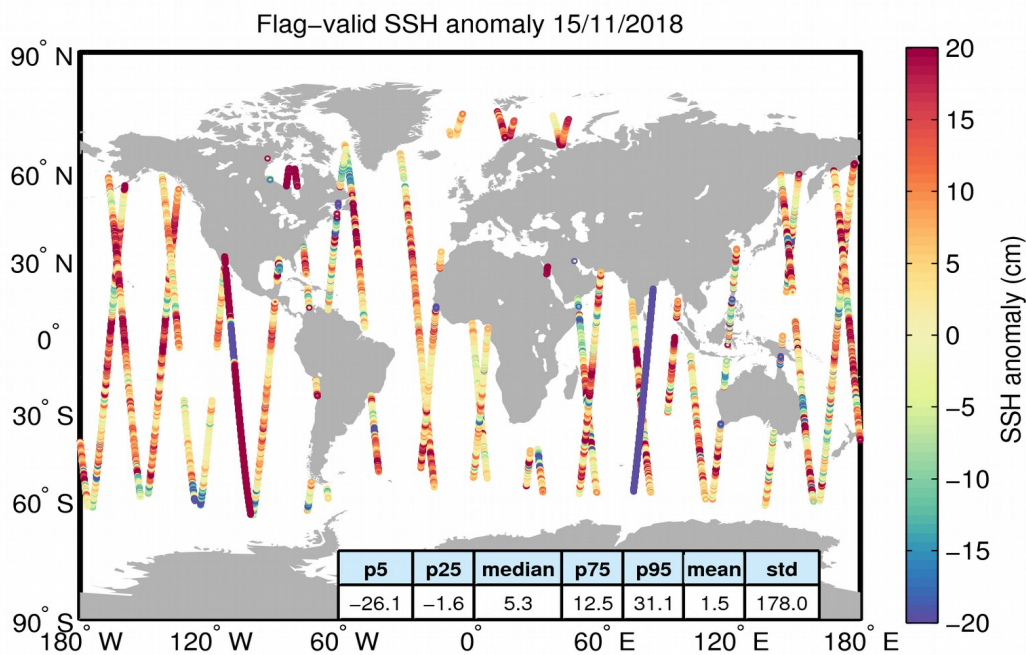 Flag−valid SSH anomaly 15/11/2018
90° N
60° N
30° N
0°
30° S
60° S
90° S
180° W
120° W
60° W
0°
60° E
120° E
180° E
p5 p25 median p75 p95 mean std
−26.1 −1.6 5.3 12.5 31.1 1.5 178.0
20
15
10
5
0
−5
−10
−15
−20
SSH anomaly (cm)